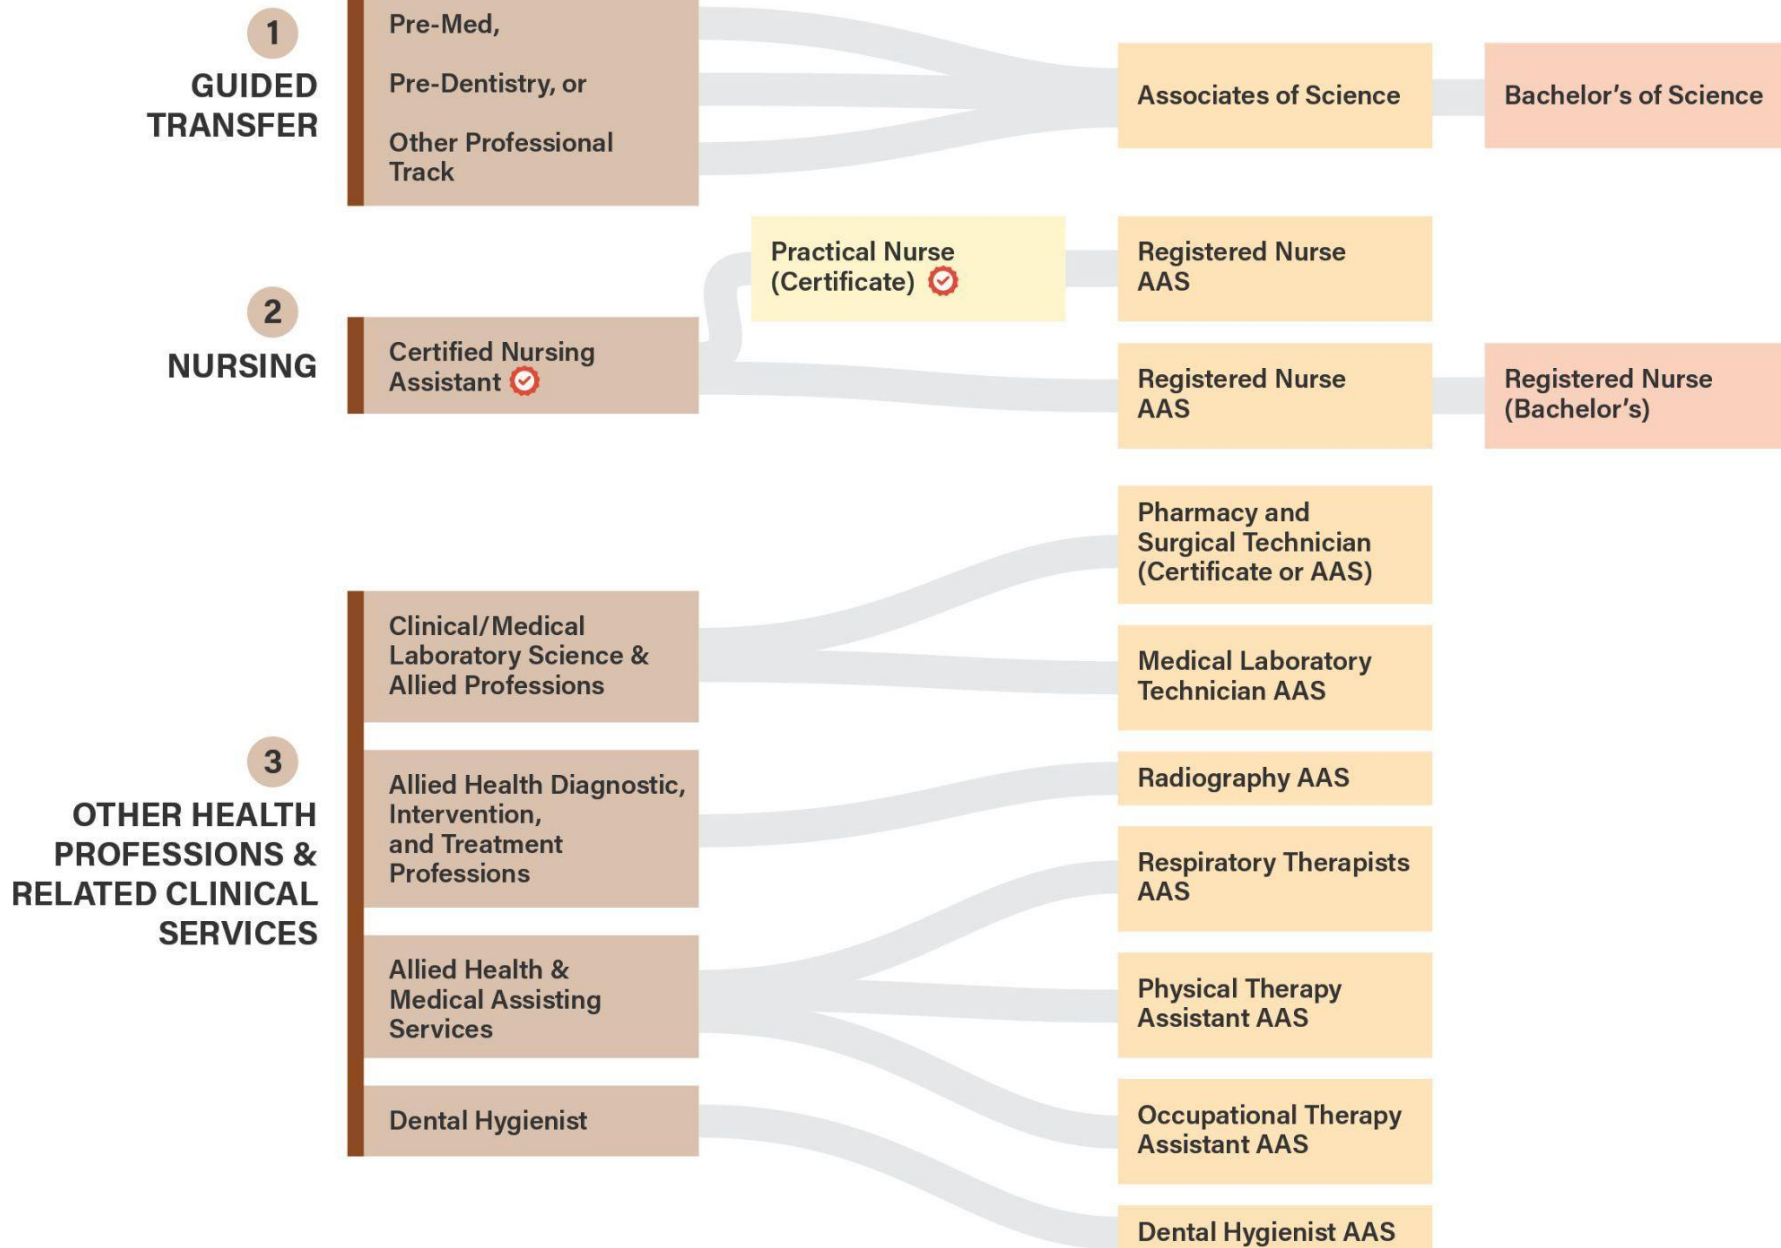 1
GUIDED
TRANSFER
Pre-Med,
Pre-Dentistry, or
Other Professional
Track
Associates of Science
Bachelor’s of Science
2
NURSING
Certified Nursing
Assistant
Practical Nurse
(Certificate)
Registered Nurse
AAS
Registered Nurse
AAS
Registered Nurse
(Bachelor’s)
3
OTHER HEALTH
PROFESSIONS &
RELATED CLINICAL
SERVICES
Clinical/Medical
Laboratory Science &
Allied Professions
Pharmacy and
Surgical Technician
(Certificate or AAS)
Medical Laboratory
Technician AAS
Allied Health Diagnostic,
Intervention,
and Treatment
Professions
Radiography AAS
Allied Health &
Medical Assisting
Services
Respiratory Therapists
AAS
Physical Therapy
Assistant AAS
Occupational Therapy
Assistant AAS
Dental Hygienist
Dental Hygienist AAS